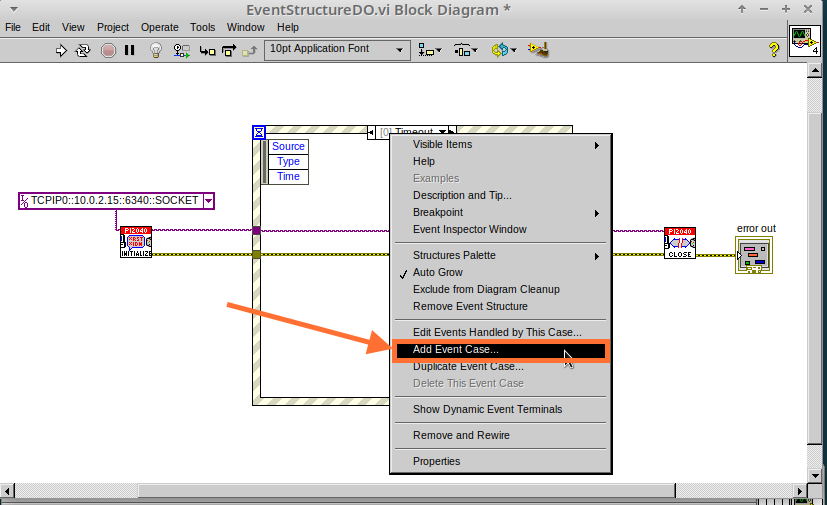 EventStructureDO.vi Block Diagram *
File Edit View Project Operate Tools Window Help
10pt Application Font
?
4
[0] Timeout
Source
Type
Time
TCPIP0::10.0.2.15::6340::SOCKET
PI2040
INITIALIZE
PI2040
CLOSE
error out
Visible Items
Help
Examples
Description and Tip...
Breakpoint
Event Inspector Window
Structures Palette
Auto Grow
Exclude from Diagram Cleanup
Remove Event Structure
Edit Events Handled by This Case...
Add Event Case...
Duplicate Event Case...
Delete This Event Case
Show Dynamic Event Terminals
Remove and Rewire
Properties